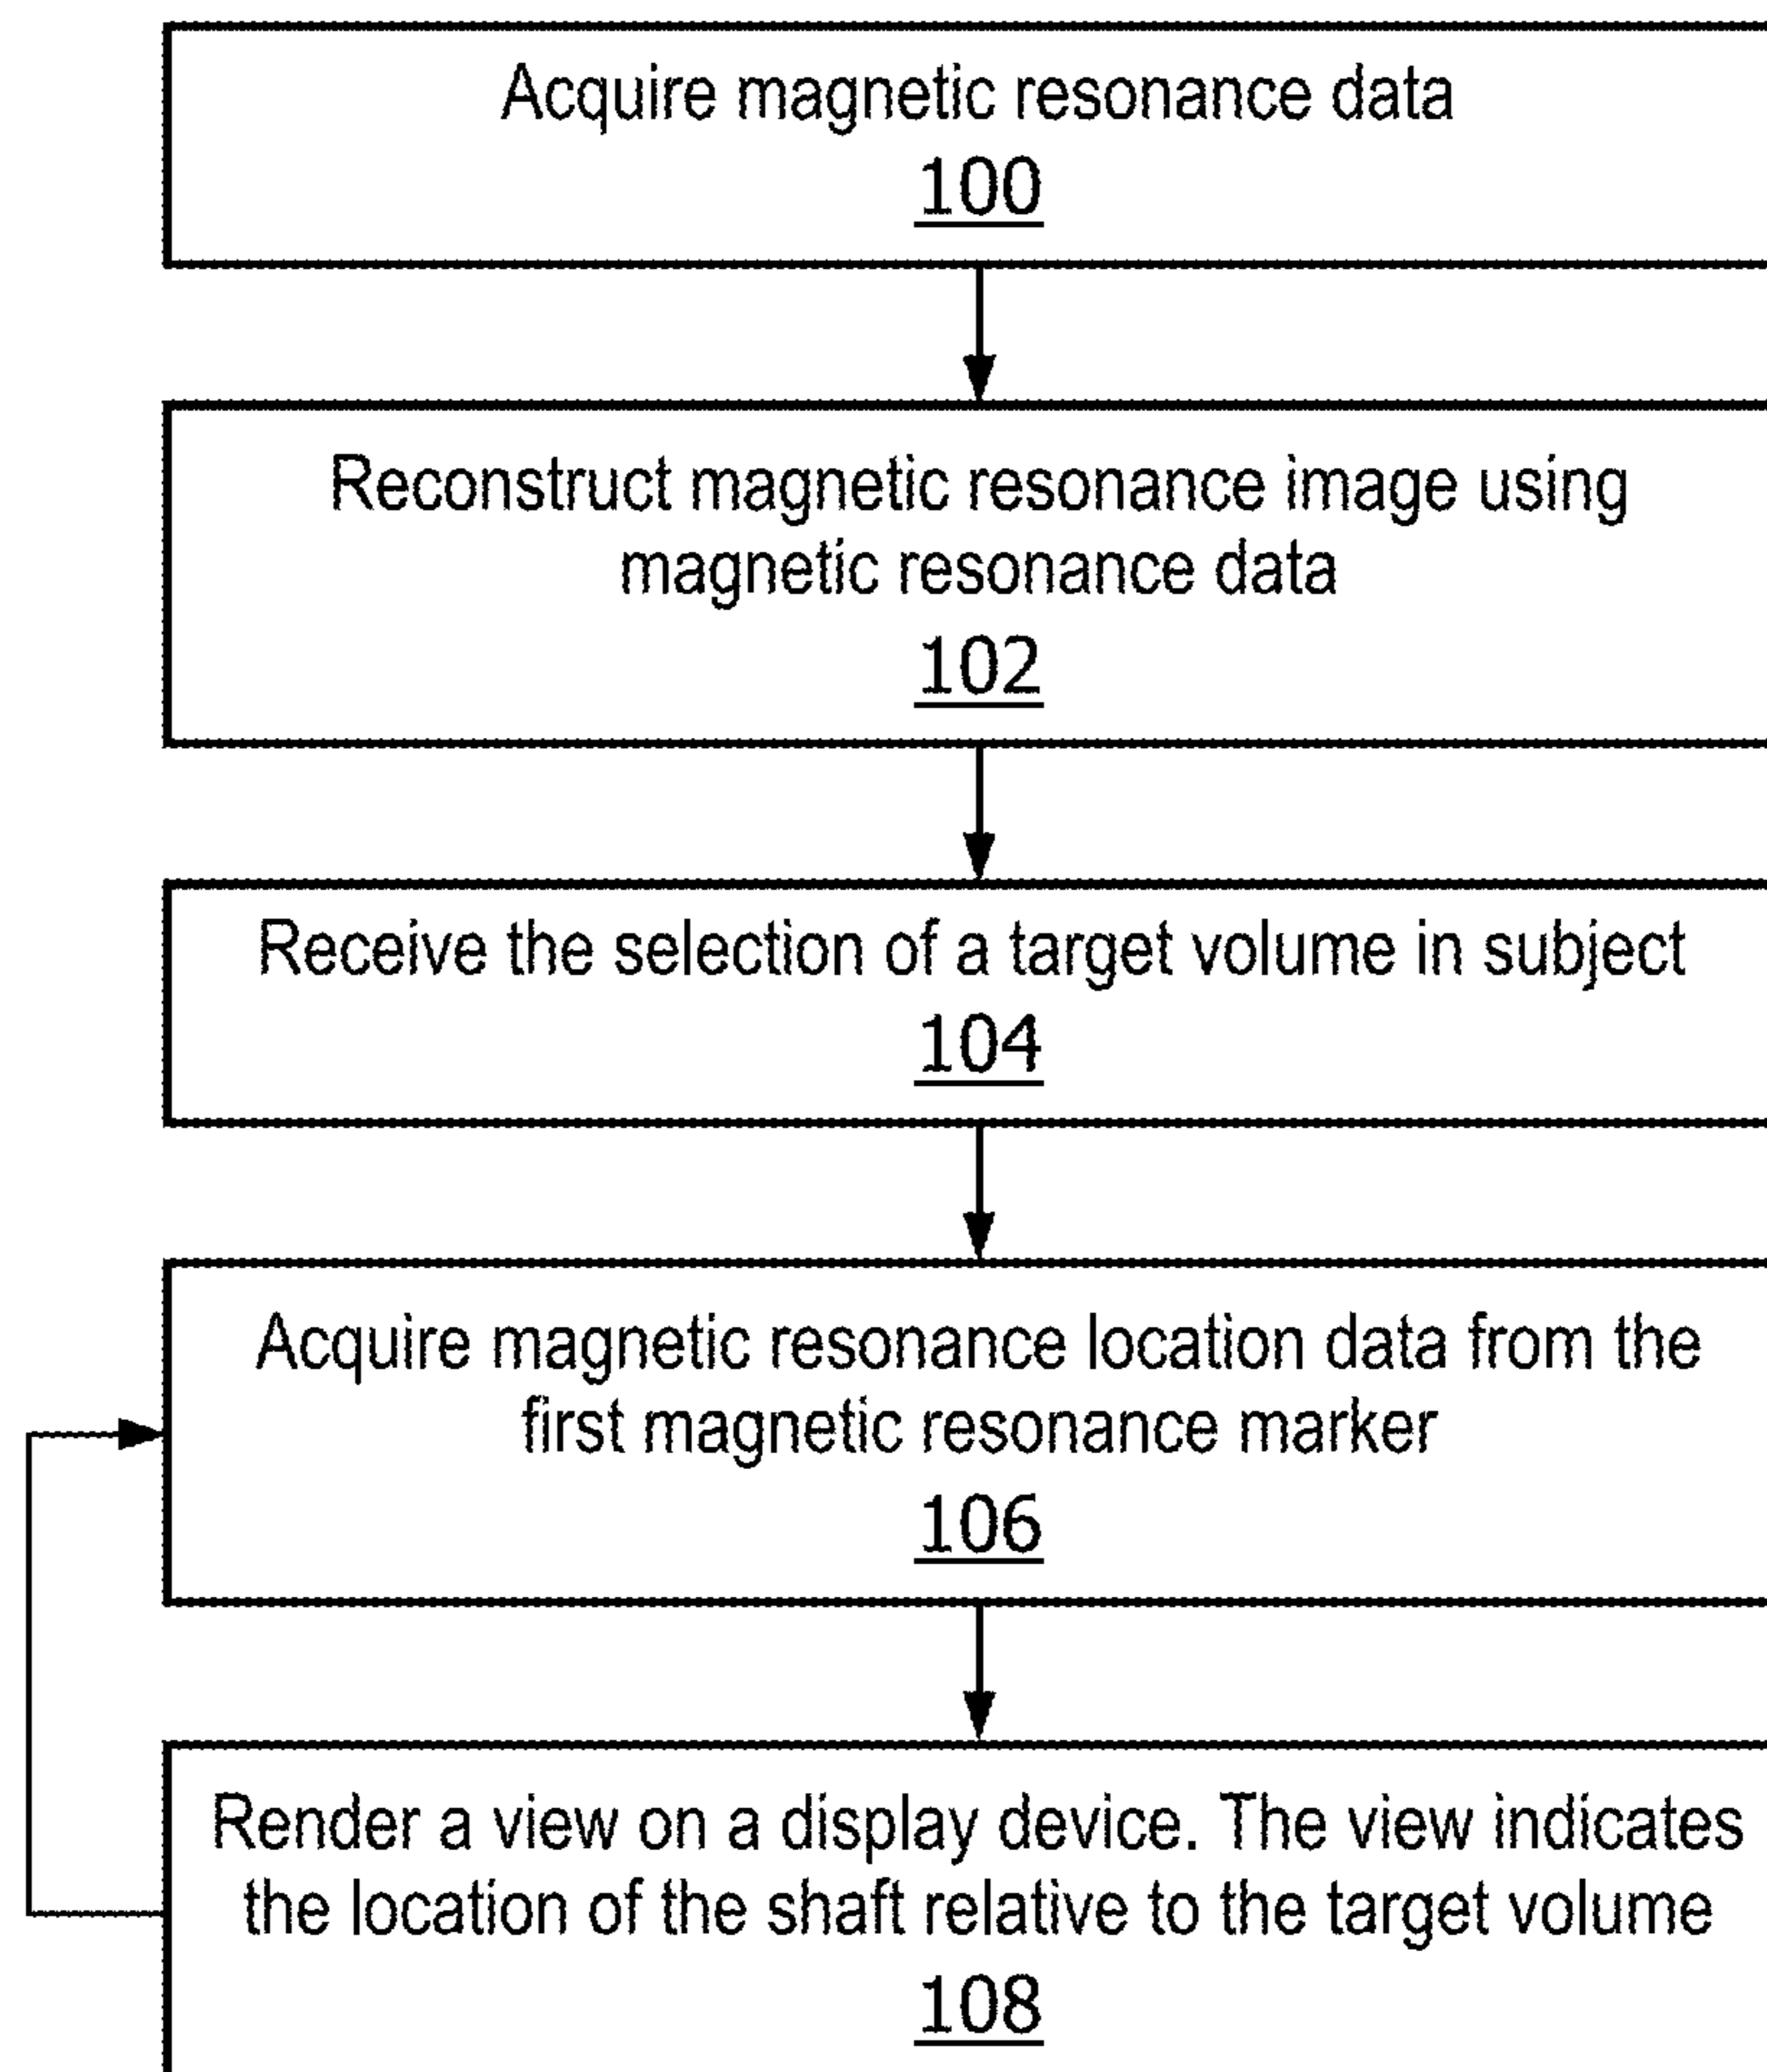 Acquire magnetic resonance data
100
Reconstruct magnetic resonance image using
magnetic resonance data
102
Receive the selection of a target volume in subject
104
Acquire magnetic resonance location data from the
first magnetic resonance marker
106
Render a view on a display device. The view indicates
the location of the shaft relative to the target volume
108